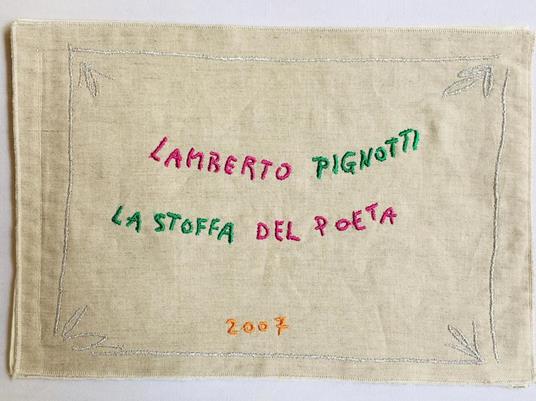 LAMBERTO PIGNOTTI
LA STOFFA DEL POETA
2007